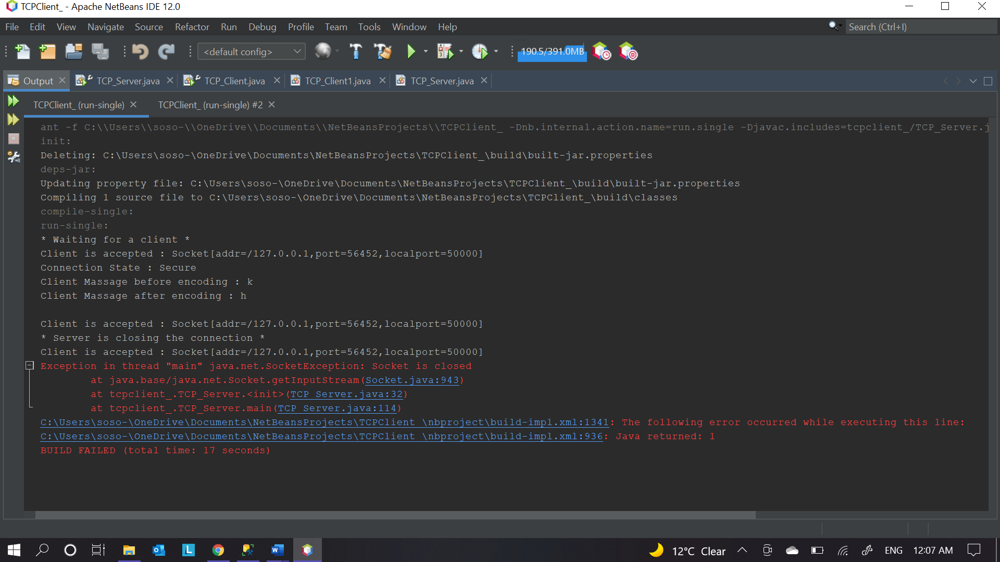 TCPClient_ - Apache NetBeans IDE 12.0
File Edit View Navigate Source Refactor Run Debug Profile Team Tools Window Help
Search (Ctrl+I)
<default config>
190.5/391.0MB
Output TCP_Server.java TCP_Client.java TCP_Client1.java TCP_Server.java
TCPClient_ (run-single) TCPClient_ (run-single) #2
ant -f C:\\Users\\soso-\\OneDrive\\Documents\\NetBeansProjects\\TCPClient_ -Dnb.internal.action.name=run.single -Djavac.includes=tcpclient_/TCP_Server.j
init:
Deleting: C:\Users\soso-\OneDrive\Documents\NetBeansProjects\TCPClient_\build\built-jar.properties
deps-jar:
Updating property file: C:\Users\soso-\OneDrive\Documents\NetBeansProjects\TCPClient_\build\built-jar.properties
Compiling 1 source file to C:\Users\soso-\OneDrive\Documents\NetBeansProjects\TCPClient_\build\classes
compile-single:
run-single:
* Waiting for a client *
Client is accepted : Socket[addr=/127.0.0.1,port=56452,localport=50000]
Connection State : Secure
Client Massage before encoding : k
Client Massage after encoding : h
Client is accepted : Socket[addr=/127.0.0.1,port=56452,localport=50000]
* Server is closing the connection *
Client is accepted : Socket[addr=/127.0.0.1,port=56452,localport=50000]
Exception in thread "main" java.net.SocketException: Socket is closed
at java.base/java.net.Socket.getInputStream(Socket.java:943)
at tcpclient_.TCP_Server.<init>(TCP_Server.java:32)
at tcpclient_.TCP_Server.main(TCP_Server.java:114)
C:\Users\soso-\OneDrive\Documents\NetBeansProjects\TCPClient_\nbproject\build-impl.xml:1341: The following error occurred while executing this line:
C:\Users\soso-\OneDrive\Documents\NetBeansProjects\TCPClient_\nbproject\build-impl.xml:936: Java returned: 1
BUILD FAILED (total time: 17 seconds)
12°C Clear ENG 12:07 AM